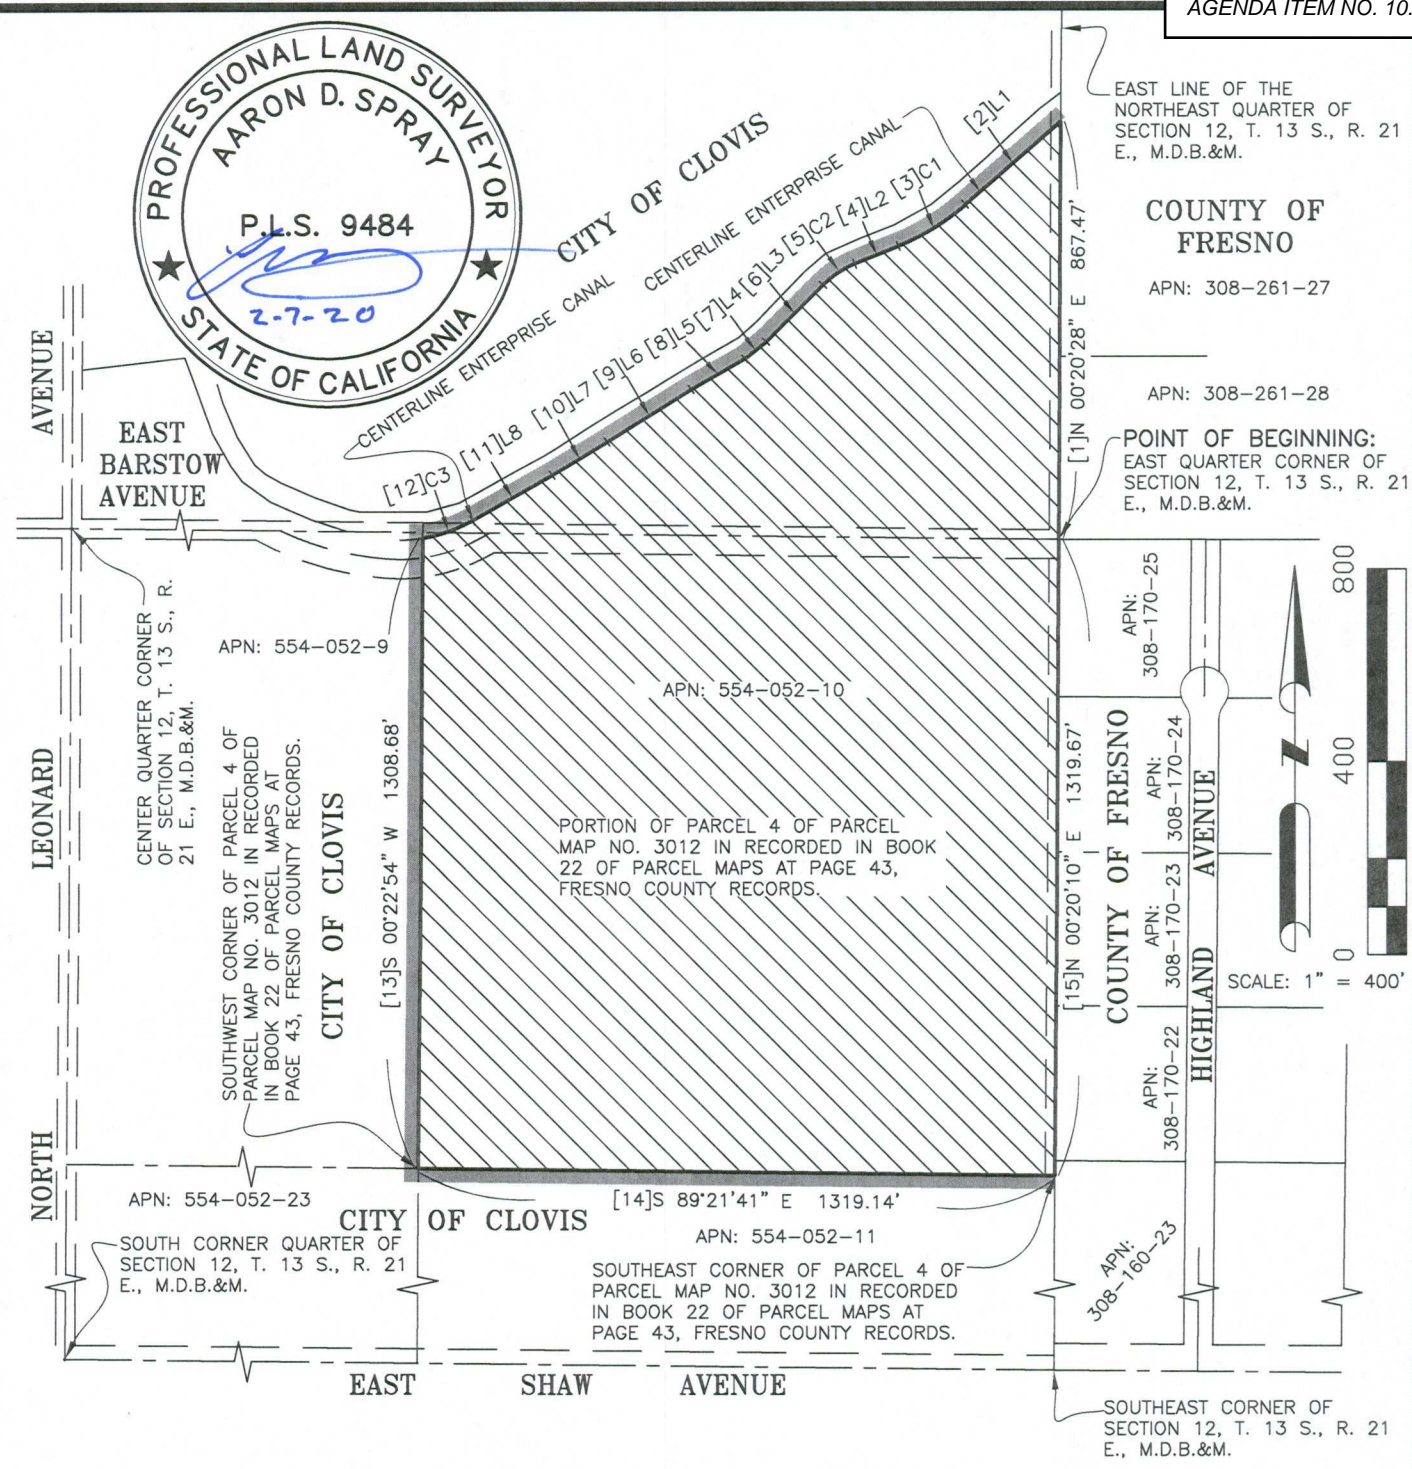 AGENDA ITEM NO. 10.
PROFESSIONAL LAND SURVEYOR
AARON D. SPRAY
P.L.S. 9484
2-7-20
STATE OF CALIFORNIA
CITY OF CLOVIS
CENTERLINE ENTERPRISE CANAL
CENTERLINE ENTERPRISE CANAL
[2]L1
[3]C1
[4]L2
[5]C2
[6]L3
[7]L4
[8]L5
[9]L6
[10]L7
[11]L8
[12]C3
EAST LINE OF THE
NORTHEAST QUARTER OF
SECTION 12, T. 13 S., R. 21
E., M.D.B.&M.
COUNTY OF
FRESNO
APN: 308-261-27
[1]N 00°20'28" E 867.47'
APN: 308-261-28
POINT OF BEGINNING:
EAST QUARTER CORNER OF
SECTION 12, T. 13 S., R. 21
E., M.D.B.&M.
AVENUE
EAST
BARSTOW
AVENUE
CENTER QUARTER CORNER
OF SECTION 12, T. 13 S., R.
21 E., M.D.B.&M.
APN: 554-052-9
APN: 554-052-10
APN:
308-170-25
800
400
0
SCALE: 1" = 400'
Z
LEONARD
SOUTHWEST CORNER OF PARCEL 4 OF
PARCEL MAP NO. 3012 IN RECORDED
IN BOOK 22 OF PARCEL MAPS AT
PAGE 43, FRESNO COUNTY RECORDS.
CITY OF CLOVIS
[13]S 00°22'54" W 1308.68'
PORTION OF PARCEL 4 OF PARCEL
MAP NO. 3012 IN RECORDED IN BOOK
22 OF PARCEL MAPS AT PAGE 43,
FRESNO COUNTY RECORDS.
[15]N 00°20'10" E 1319.67'
COUNTY OF FRESNO
APN:
308-170-24
APN:
308-170-23
APN:
308-170-22
HIGHLAND AVENUE
NORTH
APN: 554-052-23
[14]S 89°21'41" E 1319.14'
CITY OF CLOVIS
APN: 554-052-11
SOUTH CORNER QUARTER OF
SECTION 12, T. 13 S., R. 21
E., M.D.B.&M.
SOUTHEAST CORNER OF PARCEL 4 OF
PARCEL MAP NO. 3012 IN RECORDED
IN BOOK 22 OF PARCEL MAPS AT
PAGE 43, FRESNO COUNTY RECORDS.
APN:
308-160-23
EAST SHAW AVENUE
SOUTHEAST CORNER OF
SECTION 12, T. 13 S., R. 21
E., M.D.B.&M.